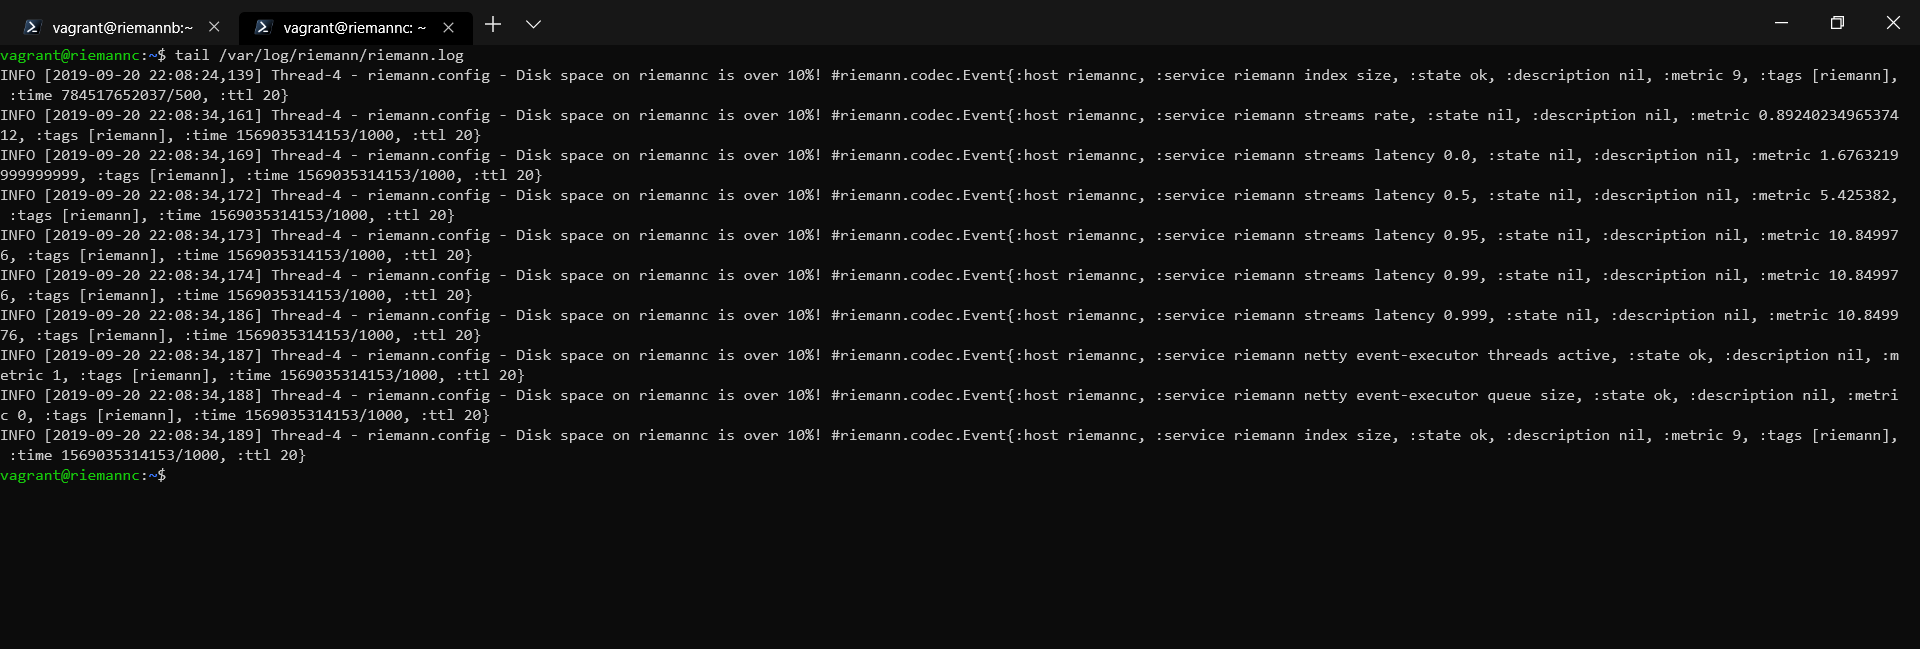 vagrant@riemannb:~
vagrant@riemannc: ~
vagrant@riemannc:~$ tail /var/log/riemann/riemann.log
INFO [2019-09-20 22:08:24,139] Thread-4 - riemann.config - Disk space on riemannc is over 10%! #riemann.codec.Event{:host riemannc, :service riemann index size, :state ok, :description nil, :metric 9, :tags [riemann],
:time 784517652037/500, :ttl 20}
INFO [2019-09-20 22:08:34,161] Thread-4 - riemann.config - Disk space on riemannc is over 10%! #riemann.codec.Event{:host riemannc, :service riemann streams rate, :state nil, :description nil, :metric 0.89240234965374
12, :tags [riemann], :time 1569035314153/1000, :ttl 20}
INFO [2019-09-20 22:08:34,169] Thread-4 - riemann.config - Disk space on riemannc is over 10%! #riemann.codec.Event{:host riemannc, :service riemann streams latency 0.0, :state nil, :description nil, :metric 1.6763219
999999999, :tags [riemann], :time 1569035314153/1000, :ttl 20}
INFO [2019-09-20 22:08:34,172] Thread-4 - riemann.config - Disk space on riemannc is over 10%! #riemann.codec.Event{:host riemannc, :service riemann streams latency 0.5, :state nil, :description nil, :metric 5.425382,
:tags [riemann], :time 1569035314153/1000, :ttl 20}
INFO [2019-09-20 22:08:34,173] Thread-4 - riemann.config - Disk space on riemannc is over 10%! #riemann.codec.Event{:host riemannc, :service riemann streams latency 0.95, :state nil, :description nil, :metric 10.84997
6, :tags [riemann], :time 1569035314153/1000, :ttl 20}
INFO [2019-09-20 22:08:34,174] Thread-4 - riemann.config - Disk space on riemannc is over 10%! #riemann.codec.Event{:host riemannc, :service riemann streams latency 0.99, :state nil, :description nil, :metric 10.84997
6, :tags [riemann], :time 1569035314153/1000, :ttl 20}
INFO [2019-09-20 22:08:34,186] Thread-4 - riemann.config - Disk space on riemannc is over 10%! #riemann.codec.Event{:host riemannc, :service riemann streams latency 0.999, :state nil, :description nil, :metric 10.8499
76, :tags [riemann], :time 1569035314153/1000, :ttl 20}
INFO [2019-09-20 22:08:34,187] Thread-4 - riemann.config - Disk space on riemannc is over 10%! #riemann.codec.Event{:host riemannc, :service riemann netty event-executor threads active, :state ok, :description nil, :m
etric 1, :tags [riemann], :time 1569035314153/1000, :ttl 20}
INFO [2019-09-20 22:08:34,188] Thread-4 - riemann.config - Disk space on riemannc is over 10%! #riemann.codec.Event{:host riemannc, :service riemann netty event-executor queue size, :state ok, :description nil, :metri
c 0, :tags [riemann], :time 1569035314153/1000, :ttl 20}
INFO [2019-09-20 22:08:34,189] Thread-4 - riemann.config - Disk space on riemannc is over 10%! #riemann.codec.Event{:host riemannc, :service riemann index size, :state ok, :description nil, :metric 9, :tags [riemann],
:time 1569035314153/1000, :ttl 20}
vagrant@riemannc:~$